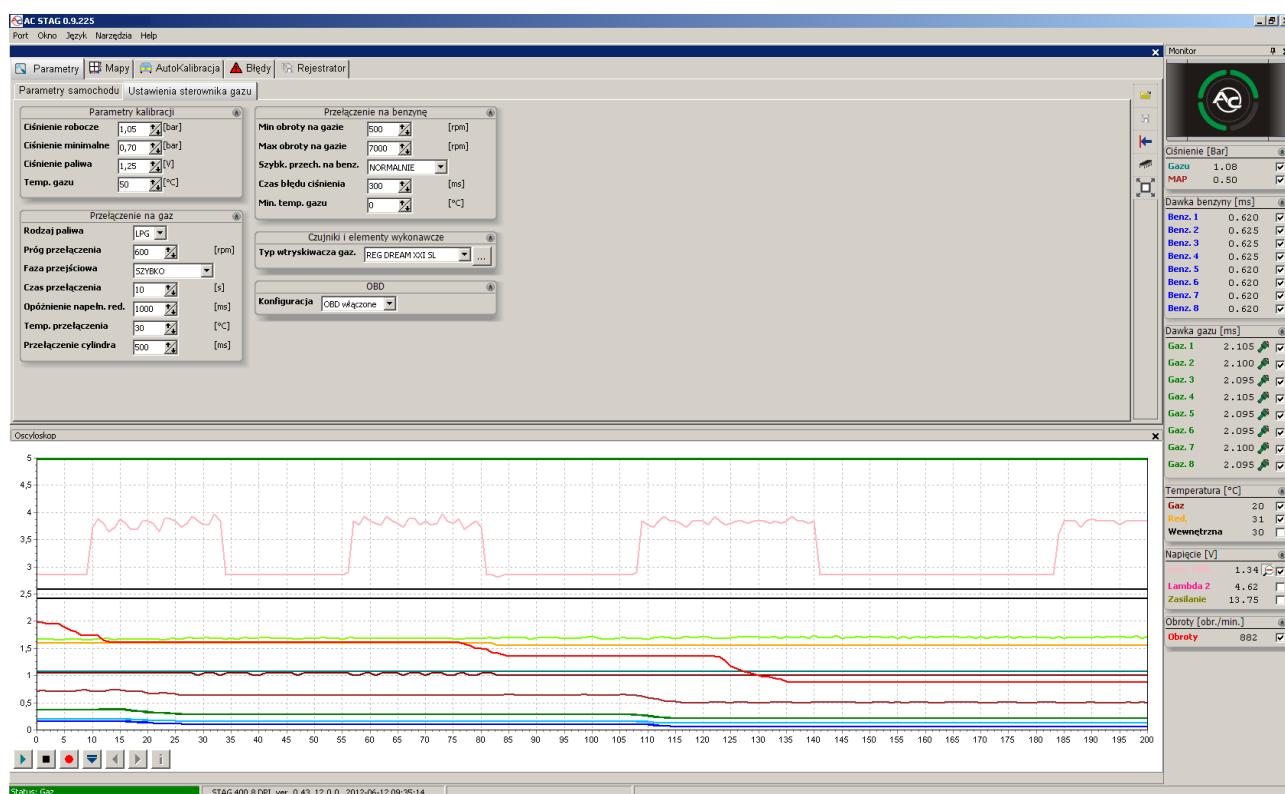 AC STAG 0.9.225
Port Okno Język Narzędzia Help
Parametry Mapy AutoKalibracja Błędy Rejestrator
Parametry samochodu Ustawienia sterownika gazu
Parametry kalibracji
Ciśnienie robocze 1,05 [bar]
Ciśnienie minimalne 0,70 [bar]
Ciśnienie paliwa 1,25 [V]
Temp. gazu 50 [°C]
Przełączenie na gaz
Rodzaj paliwa LPG
Próg przełączenia 600 [rpm]
Faza przejściowa SZYBKO
Czas przełączenia 10 [s]
Opóźnienie napełn. red. 1000 [ms]
Temp. przełączenia 30 [°C]
Przełączenie cylindra 500 [ms]
Przełączenie na benzynę
Min obroty na gazie 500 [rpm]
Max obroty na gazie 7000 [rpm]
Szybk. przech. na benz. NORMALNIE
Czas błędu ciśnienia 300 [ms]
Min. temp. gazu 0 [°C]
Czujniki i elementy wykonawcze
Typ wtryskiwacza gaz. REG DREAM XXI SL ...
OBD
Konfiguracja OBD włączone
Monitor
AC
Ciśnienie [Bar]
Gazu 1.08
MAP 0.50
Dawka benzyny [ms]
Benz. 1 0.620
Benz. 2 0.625
Benz. 3 0.625
Benz. 4 0.625
Benz. 5 0.620
Benz. 6 0.620
Benz. 7 0.620
Benz. 8 0.620
Dawka gazu [ms]
Gaz. 1 2.105
Gaz. 2 2.100
Gaz. 3 2.095
Gaz. 4 2.105
Gaz. 5 2.095
Gaz. 6 2.095
Gaz. 7 2.100
Gaz. 8 2.095
Temperatura [°C]
Gaz 20
Red. 31
Wewnętrzna 30
Napięcie [V]
1.34
Lambda 2 4.62
Zasilanie 13.75
Obroty [obr./min.]
Obroty 882
Oscyloskop
5
4,5
4
3,5
3
2,5
2
1,5
1
0,5
0
0 5 10 15 20 25 30 35 40 45 50 55 60 65 70 75 80 85 90 95 100 105 110 115 120 125 130 135 140 145 150 155 160 165 170 175 180 185 190 195 200
Status: Gaz STAG 400.8 DPI ver. 0.43 12.0.0 2012-06-12 09:35:14